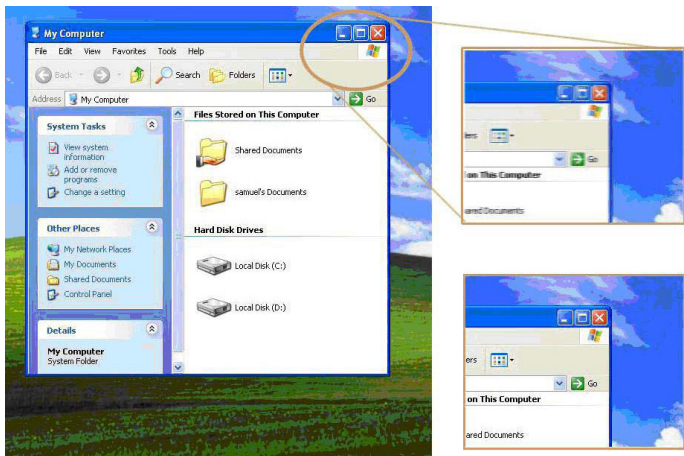 My Computer
File Edit View Favorites Tools Help
Back Search Folders
Address My Computer Go
System Tasks
View system
information
Add or remove
programs
Change a setting
Other Places
My Network Places
My Documents
Shared Documents
Control Panel
Details
My Computer
System Folder
Files Stored on This Computer
Shared Documents
samuel's Documents
Hard Disk Drives
Local Disk (C:)
Local Disk (D:)
ers
Go
on This Computer
ared Documents
ers
Go
on This Computer
ared Documents